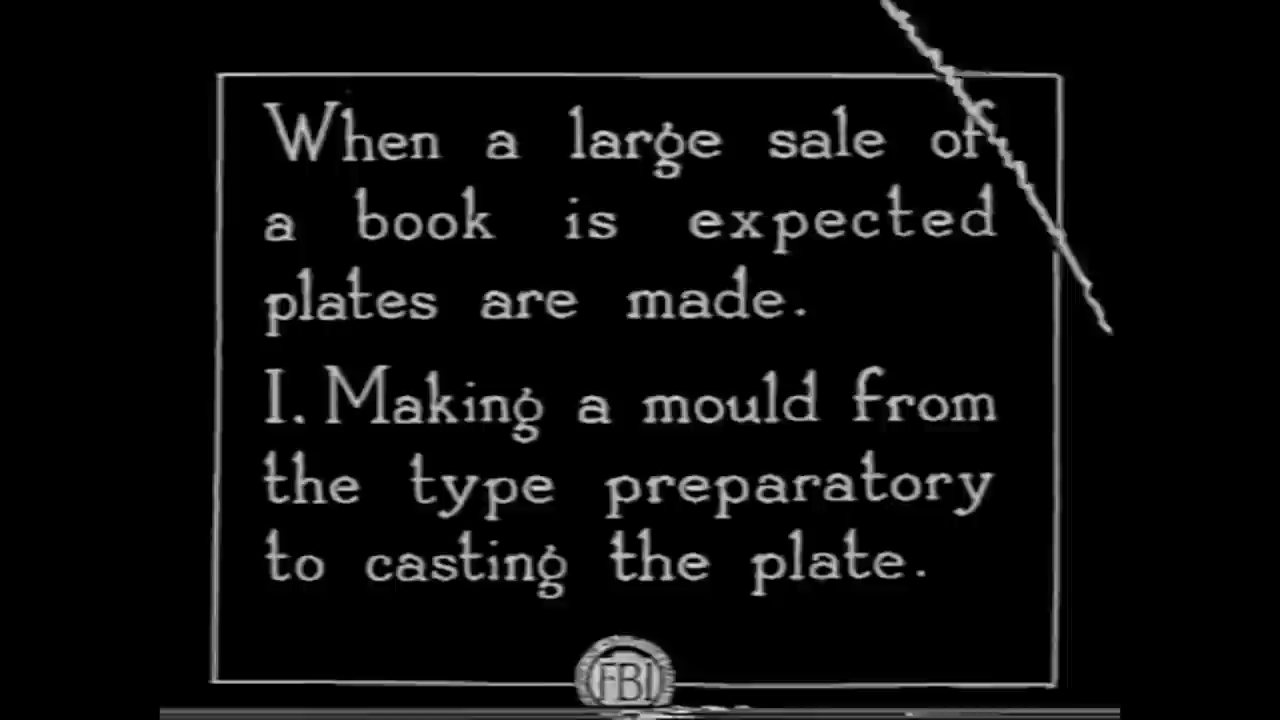 When a large sale of
a book is expected
plates are made.
I. Making a mould from
the type preparatory
to casting the plate.
FBI